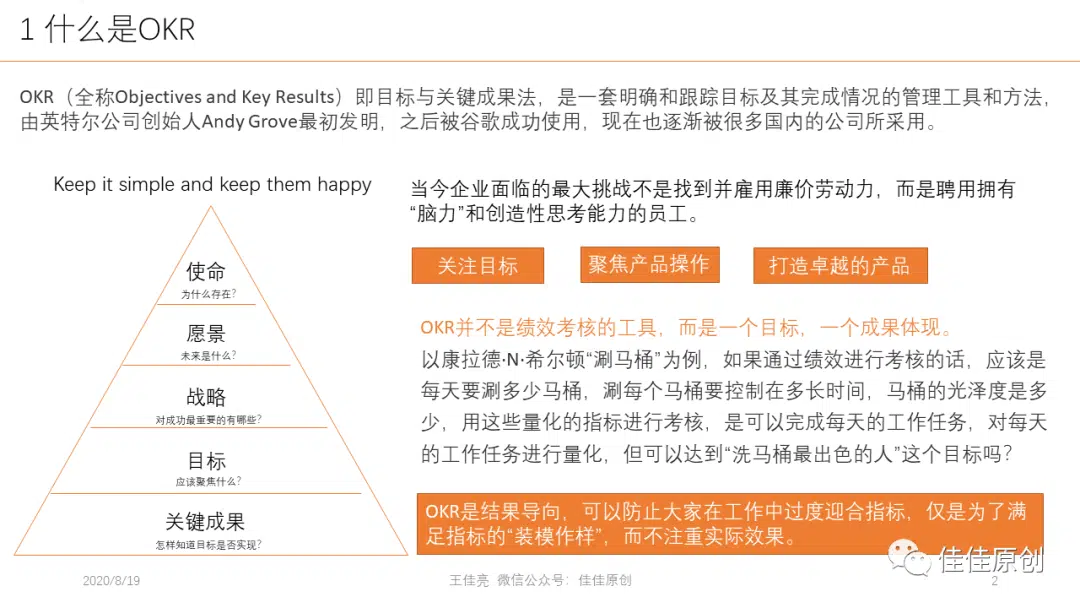 1 什么是OKR
OKR（全称Objectives and Key Results）即目标与关键成果法，是一套明确和跟踪目标及其完成情况的管理工具和方法，
由英特尔公司创始人Andy Grove最初发明，之后被谷歌成功使用，现在也逐渐被很多国内的公司所采用。
Keep it simple and keep them happy
使命
为什么存在?
愿景
未来是什么?
战略
对成功最重要的有哪些?
目标
应该聚焦什么?
关键成果
怎样知道目标是否实现?
当今企业面临的最大挑战不是找到并雇用廉价劳动力，而是聘用拥有
“脑力”和创造性思考能力的员工。
关注目标
聚焦产品操作
打造卓越的产品
OKR并不是绩效考核的工具，而是一个目标，一个成果体现。
以康拉德·N·希尔顿“涮马桶”为例，如果通过绩效进行考核的话，应该是
每天要涮多少马桶，涮每个马桶要控制在多长时间，马桶的光泽度是多
少，用这些量化的指标进行考核，是可以完成每天的工作任务，对每天
的工作任务进行量化，但可以达到“洗马桶最出色的人”这个目标吗?
OKR是结果导向，可以防止大家在工作中过度迎合指标，仅是为了满
足指标的“装模作样”，而不注重实际效果。
佳佳原创
2020/8/19
王佳亮 微信公众号：佳佳原创
2